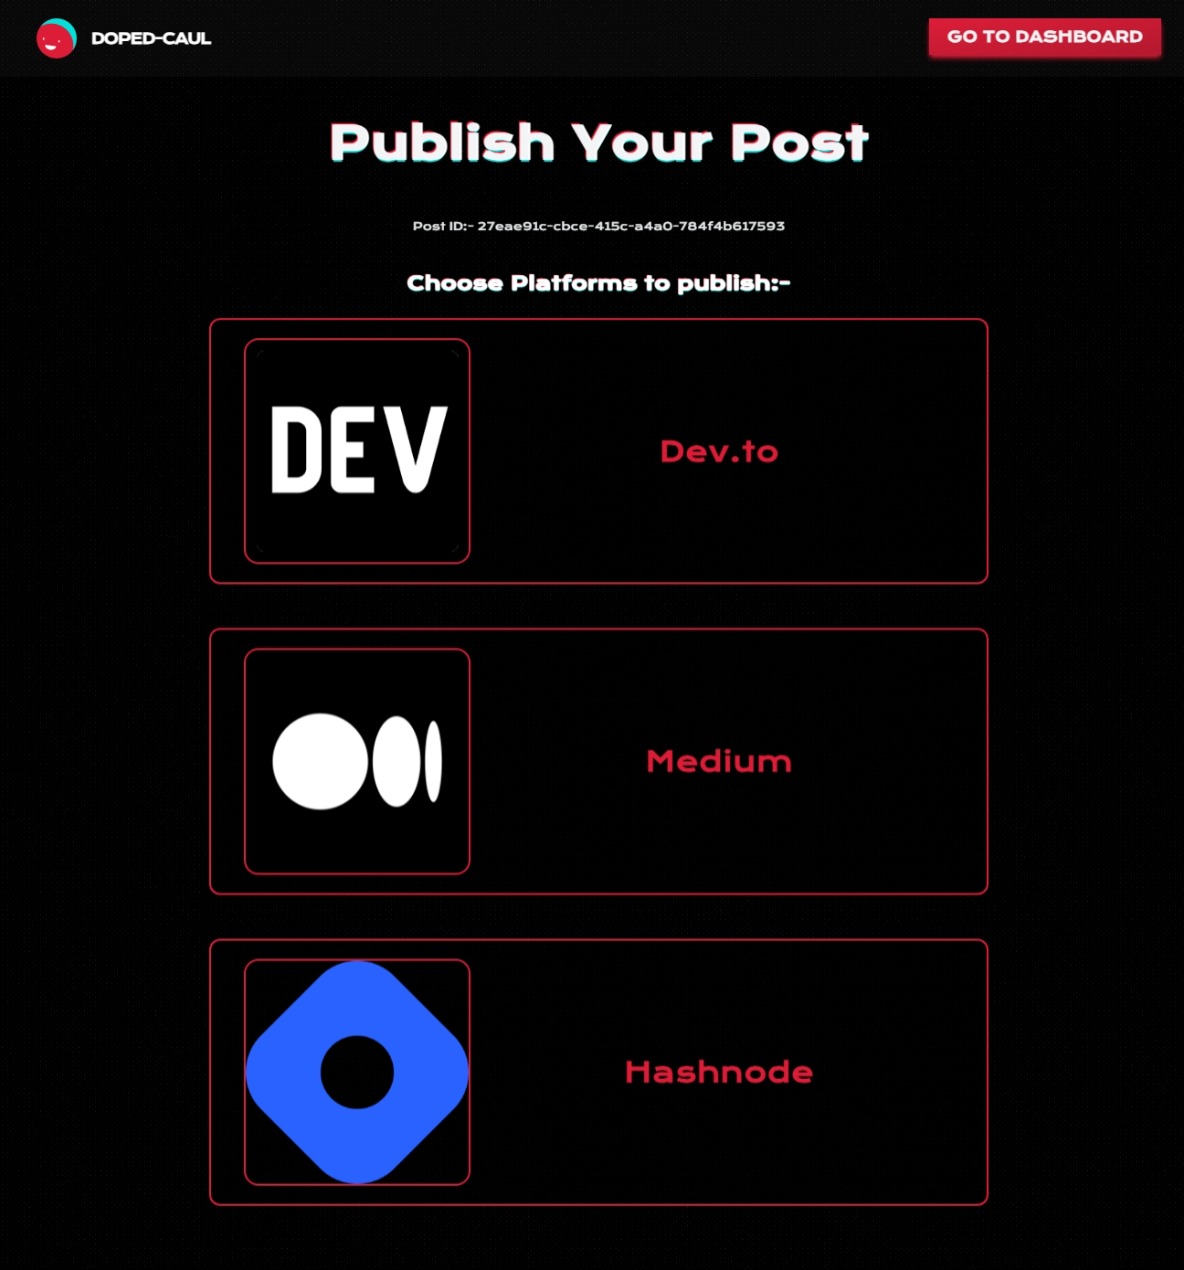 DOPED-CAUL
GO TO DASHBOARD
Publish Your Post
Post ID:- 27eae91c-cbce-415c-a4a0-784f4b617593
Choose Platforms to publish:-
DEV
Dev.to
Medium
Hashnode